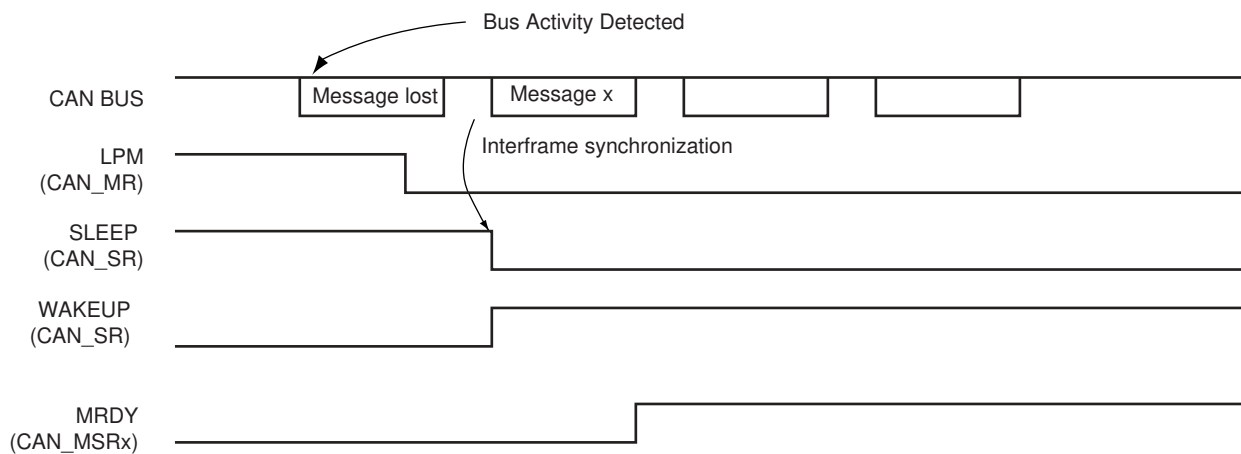 Bus Activity Detected
CAN BUS
Message lost
Message x
Interframe synchronization
LPM
(CAN_MR)
SLEEP
(CAN_SR)
WAKEUP
(CAN_SR)
MRDY
(CAN_MSRx)